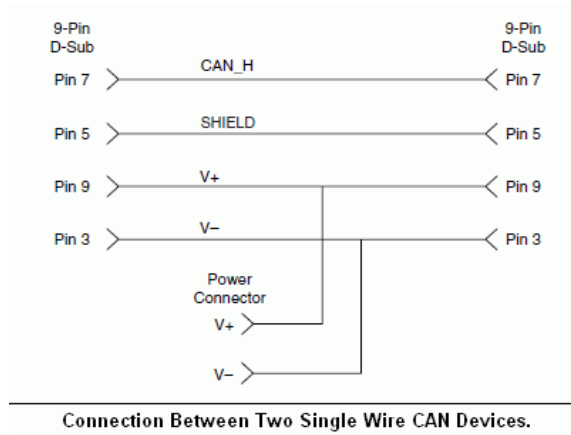 9-Pin
D-Sub
9-Pin
D-Sub
Pin 7
CAN_H
Pin 7
Pin 5
SHIELD
Pin 5
Pin 9
V+
Pin 9
Pin 3
V–
Pin 3
Power
Connector
V+
V–
Connection Between Two Single Wire CAN Devices.